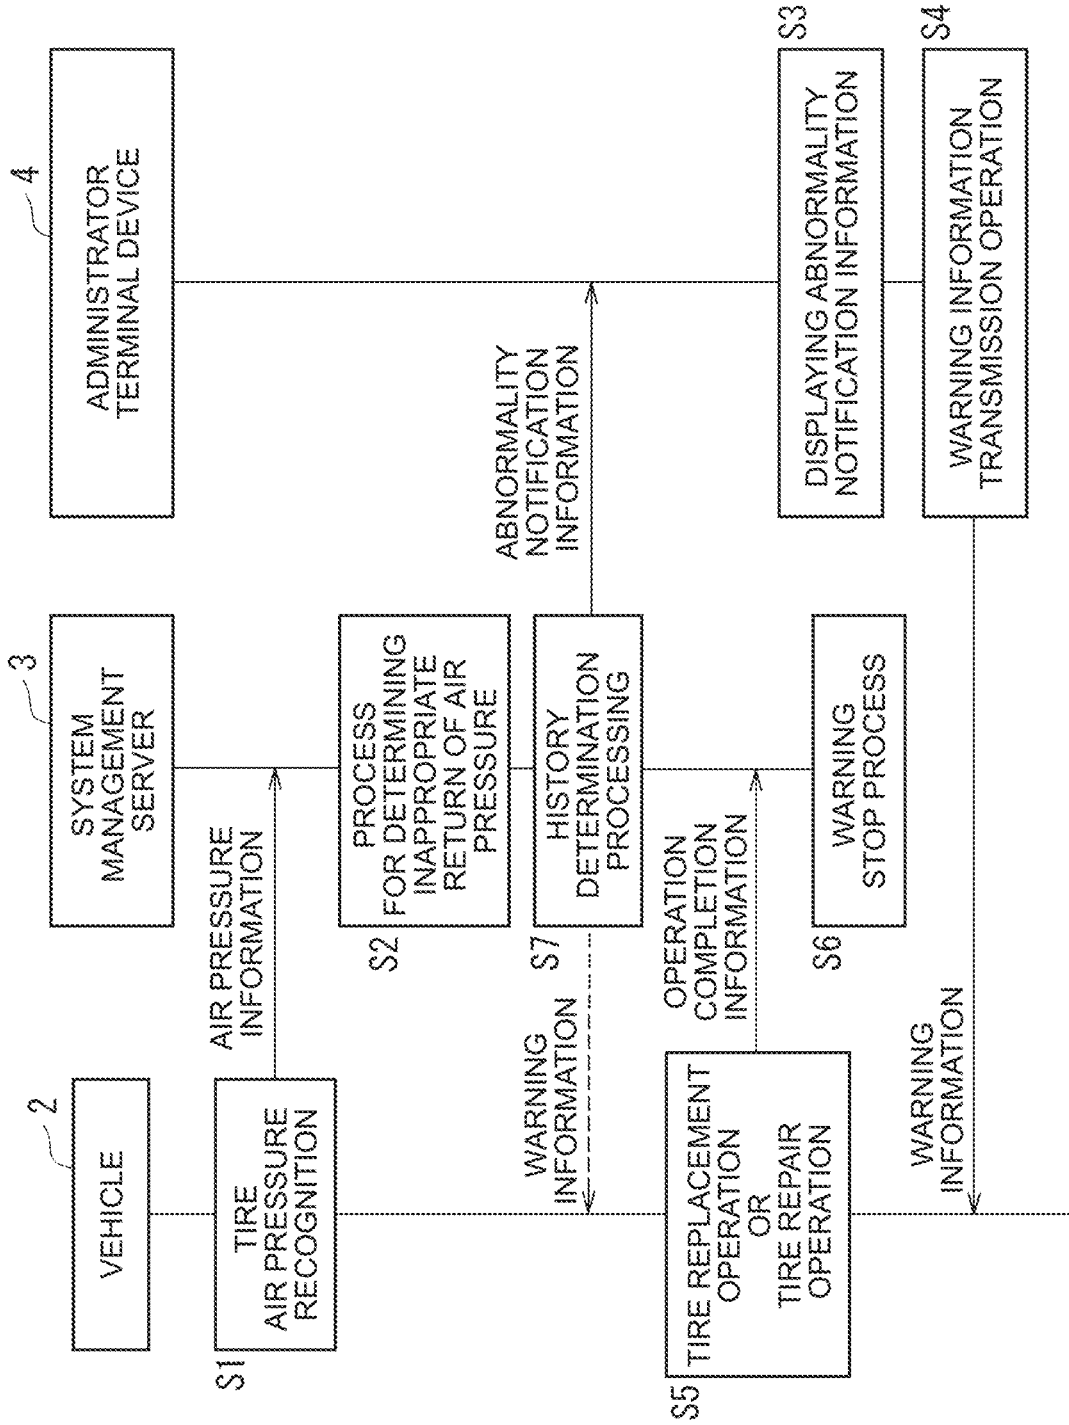 2
VEHICLE
3
SYSTEM
MANAGEMENT
SERVER
4
ADMINISTRATOR
TERMINAL DEVICE
S1
TIRE
AIR PRESSURE
RECOGNITION
AIR PRESSURE
INFORMATION
S2
PROCESS
FOR DETERMINING
INAPPROPRIATE
RETURN OF AIR
PRESSURE
S7
HISTORY
DETERMINATION
PROCESSING
ABNORMALITY
NOTIFICATION
INFORMATION
WARNING
INFORMATION
S5
TIRE REPLACEMENT
OPERATION
OR
TIRE REPAIR
OPERATION
OPERATION
COMPLETION
INFORMATION
S6
WARNING
STOP PROCESS
S3
DISPLAYING ABNORMALITY
NOTIFICATION INFORMATION
S4
WARNING INFORMATION
TRANSMISSION OPERATION
WARNING
INFORMATION